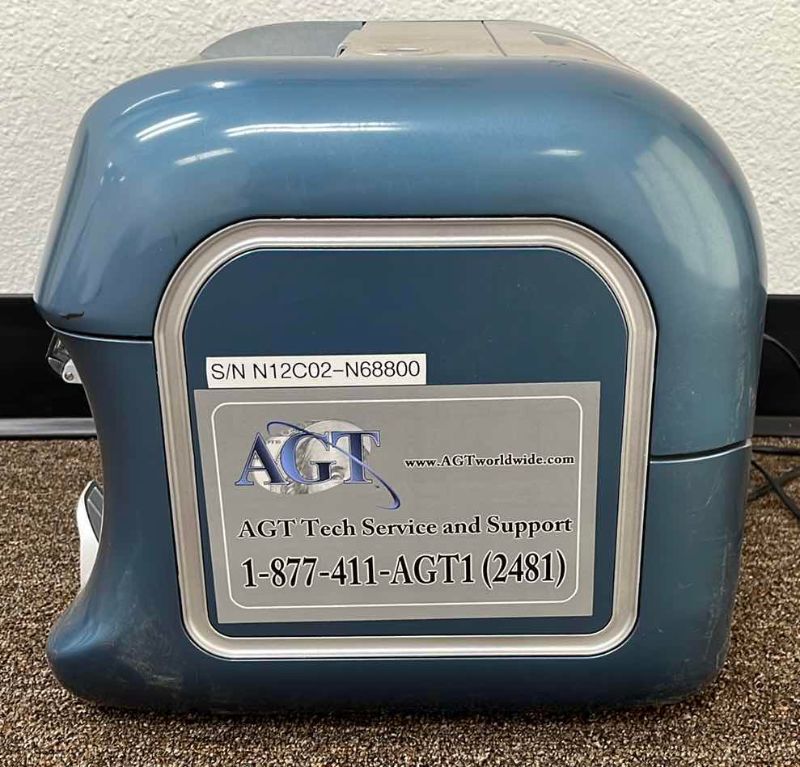 S/N N12C02-N68800
AGT
www.AGTworldwide.com
AGT Tech Service and Support
1-877-411-AGT1 (2481)